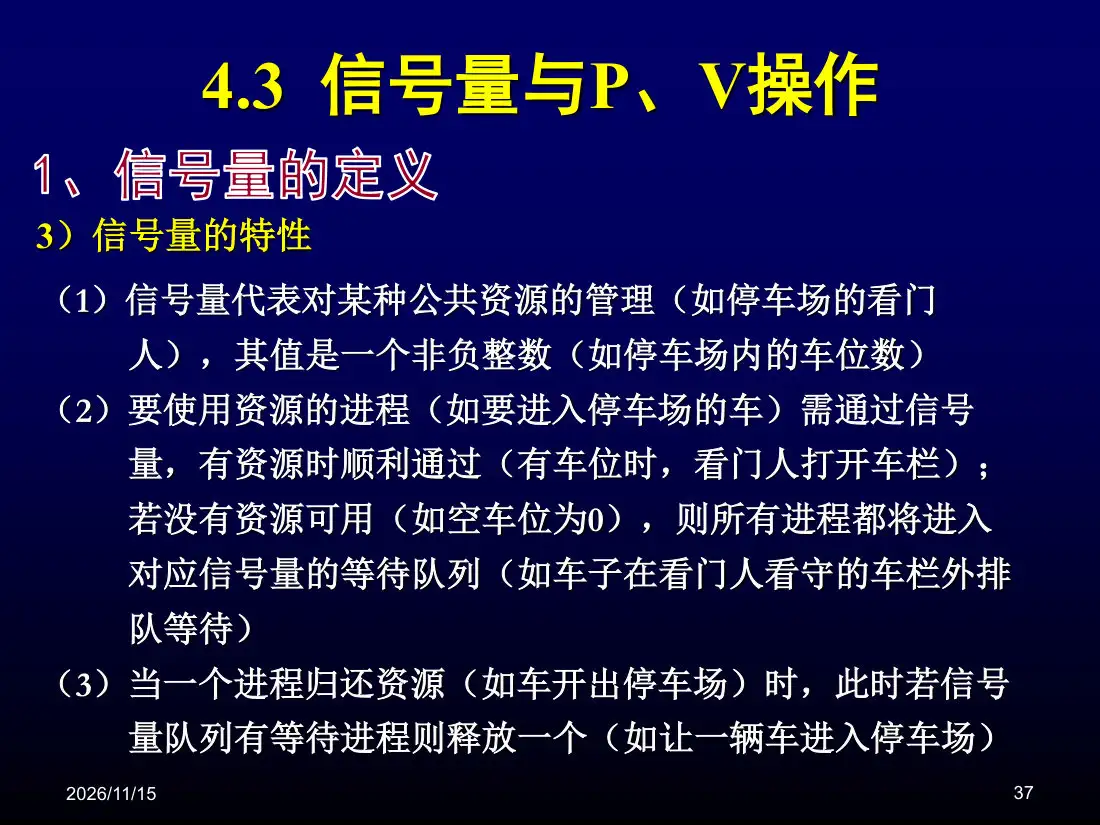 4.3 信号量与P、V操作
1、信号量的定义
3）信号量的特性
（1）信号量代表对某种公共资源的管理（如停车场的看门
人），其值是一个非负整数（如停车场内的车位数）
（2）要使用资源的进程（如要进入停车场的车）需通过信号
量，有资源时顺利通过（有车位时，看门人打开车栏）；
若没有资源可用（如空车位为0），则所有进程都将进入
对应信号量的等待队列（如车子在看门人看守的车栏外排
队等待）
（3）当一个进程归还资源（如车开出停车场）时，此时若信号
量队列有等待进程则释放一个（如让一辆车进入停车场）
2026/11/15
37